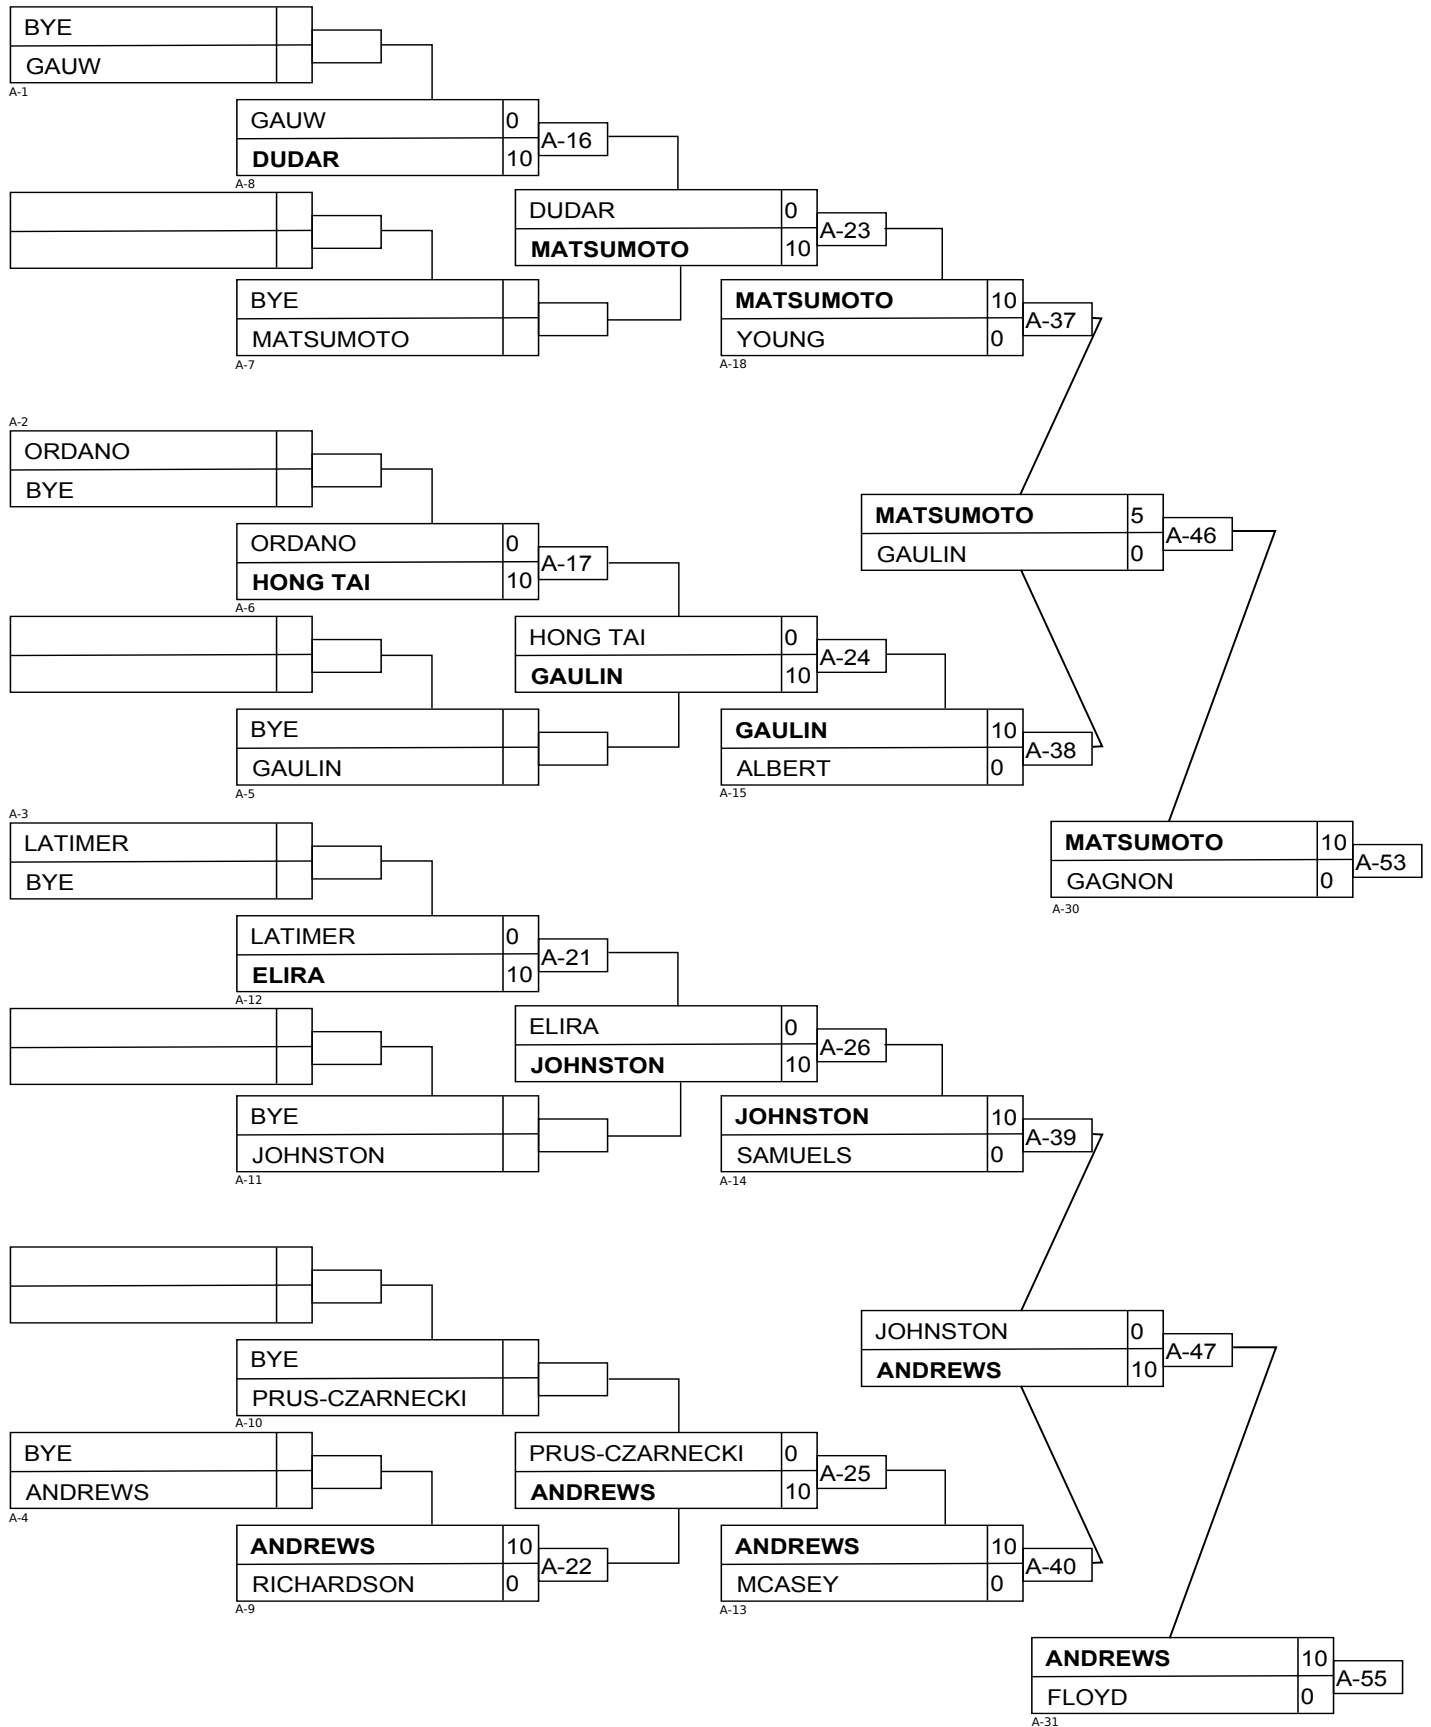 BYE
GAUW
A-1
GAUW 0
DUDAR 10
A-16
A-8
DUDAR 0
MATSUMOTO 10
A-23
BYE
MATSUMOTO
A-7
MATSUMOTO 10
YOUNG 0
A-37
A-18
A-2
ORDANO
BYE
MATSUMOTO 5
GAULIN 0
A-46
ORDANO 0
HONG TAI 10
A-17
A-6
HONG TAI 0
GAULIN 10
A-24
BYE
GAULIN
A-5
GAULIN 10
ALBERT 0
A-38
A-15
A-3
LATIMER
BYE
MATSUMOTO 10
GAGNON 0
A-53
A-30
LATIMER 0
ELIRA 10
A-21
A-12
ELIRA 0
JOHNSTON 10
A-26
BYE
JOHNSTON
A-11
JOHNSTON 10
SAMUELS 0
A-39
A-14
JOHNSTON 0
ANDREWS 10
A-47
BYE
PRUS-CZARNECKI
A-10
BYE
ANDREWS
A-4
PRUS-CZARNECKI 0
ANDREWS 10
A-25
ANDREWS 10
RICHARDSON 0
A-22
A-9
ANDREWS 10
MCASEY 0
A-40
A-13
ANDREWS 10
FLOYD 0
A-55
A-31